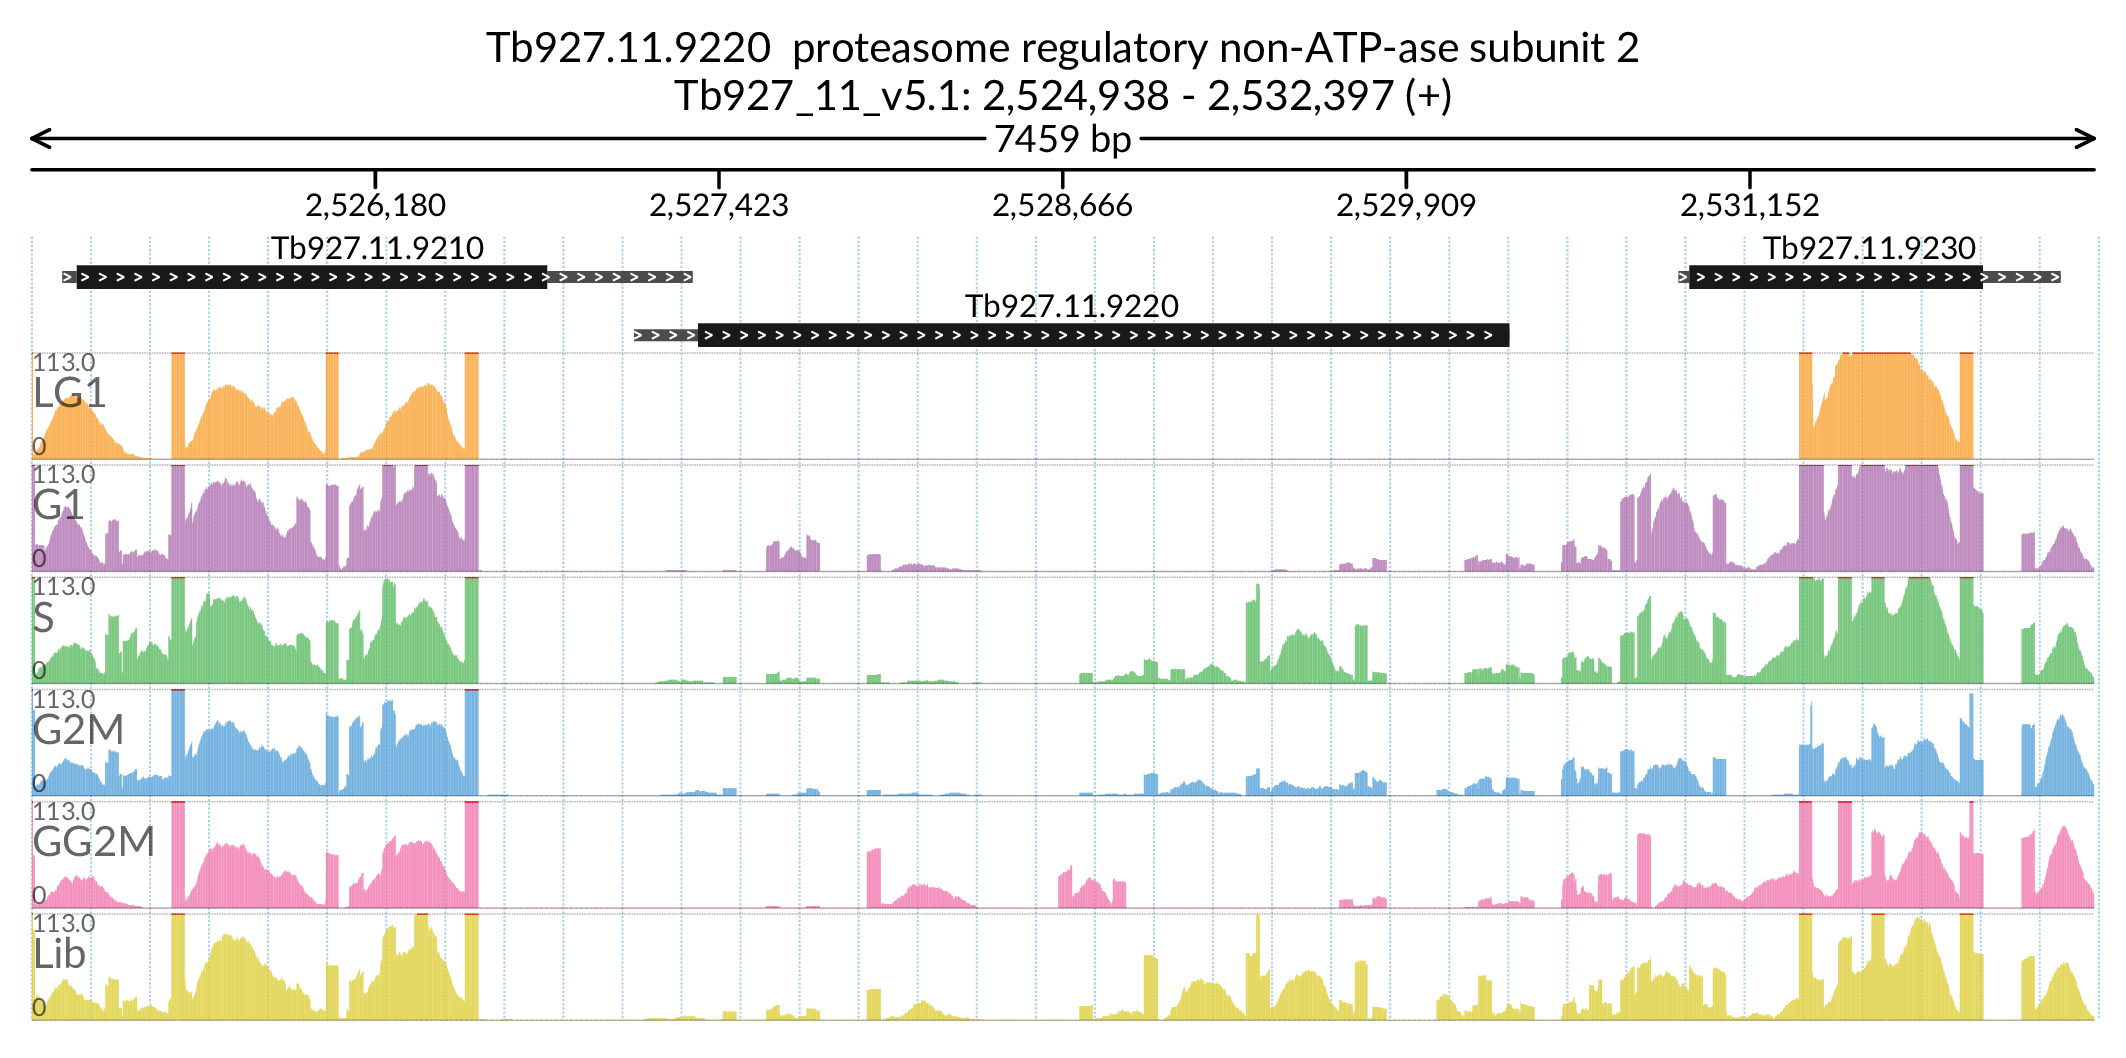 Tb927.11.9220  proteasome regulatory non-ATP-ase subunit 2
Tb927_11_v5.1: 2,524,938 - 2,532,397 (+)
7459 bp
2,526,180 2,527,423 2,528,666 2,529,909 2,531,152
Tb927.11.9210 Tb927.11.9230
Tb927.11.9220
113.0
LG1
0
113.0
G1
0
113.0
S
0
113.0
G2M
0
113.0
GG2M
0
113.0
Lib
0